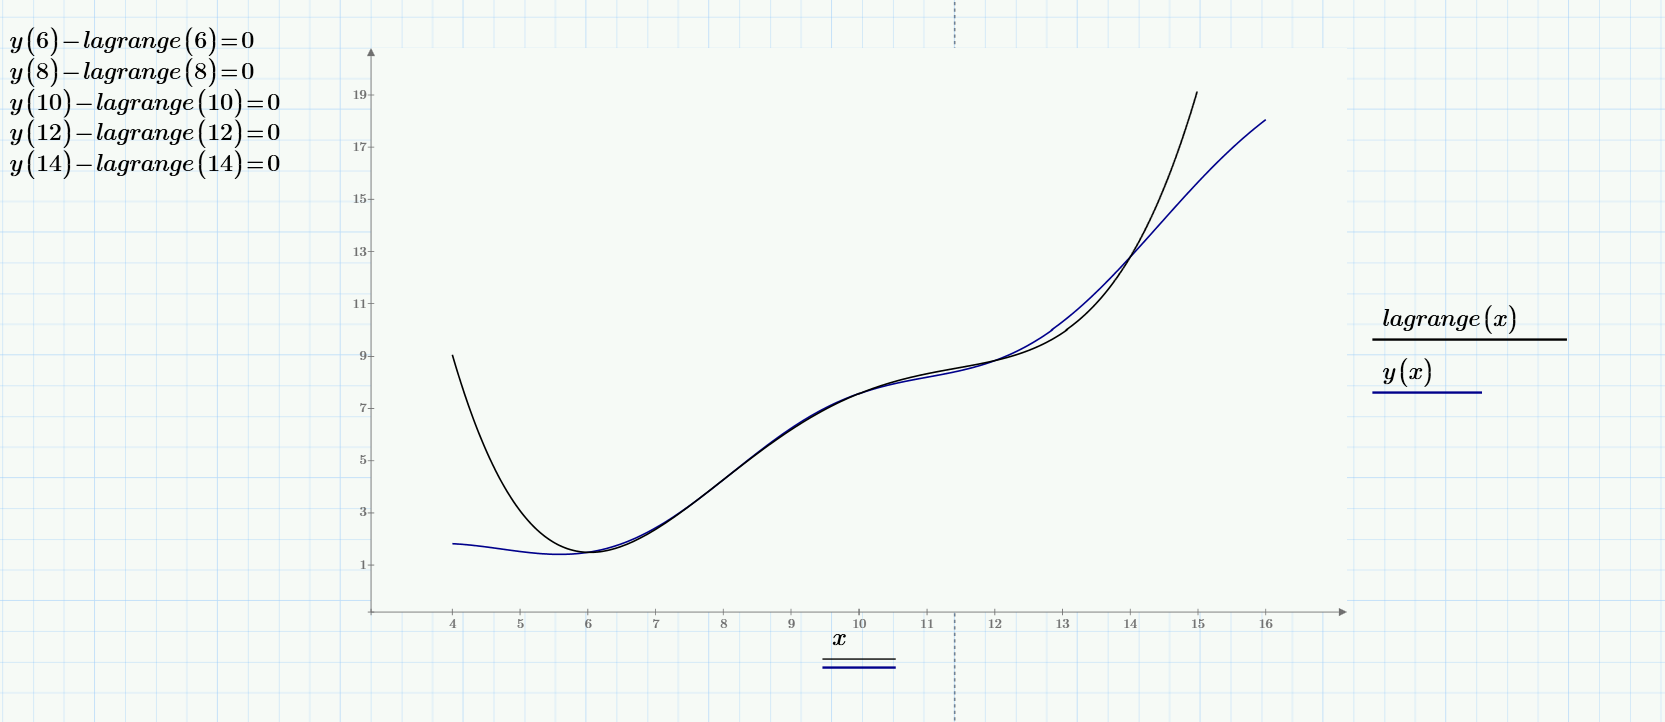 y(6)−lagrange(6)=0
y(8)−lagrange(8)=0
y(10)−lagrange(10)=0
y(12)−lagrange(12)=0
y(14)−lagrange(14)=0
19
17
15
13
11
9
7
5
3
1
4 5 6 7 8 9 10 11 12 13 14 15 16
x
lagrange(x)
y(x)